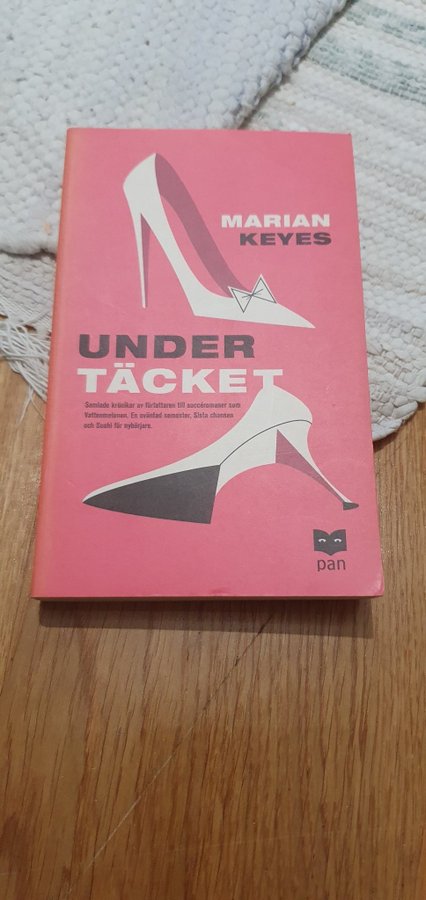 MARIAN
KEYES
UNDER
TÄCKET
Samlade krönikor av författaren till succéromaner som
Vattenmelonen, En oväntad semester, Sista chansen
och Sushi för nybörjare.
pan